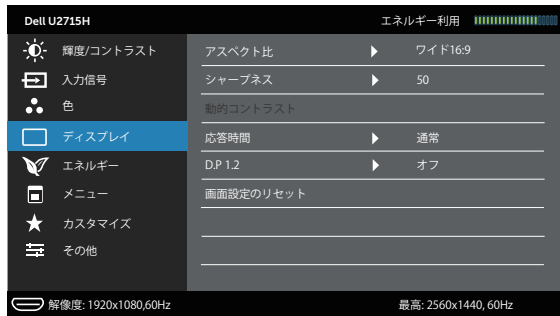 Dell U2715H エネルギー利用
輝度/コントラスト アスペクト比 ワイド16:9
入力信号 シャープネス 50
色 動的コントラスト
ディスプレイ 応答時間 通常
エネルギー D.P 1.2 オフ
メニュー 画面設定のリセット
カスタマイズ
その他
解像度: 1920x1080,60Hz 最高: 2560x1440, 60Hz